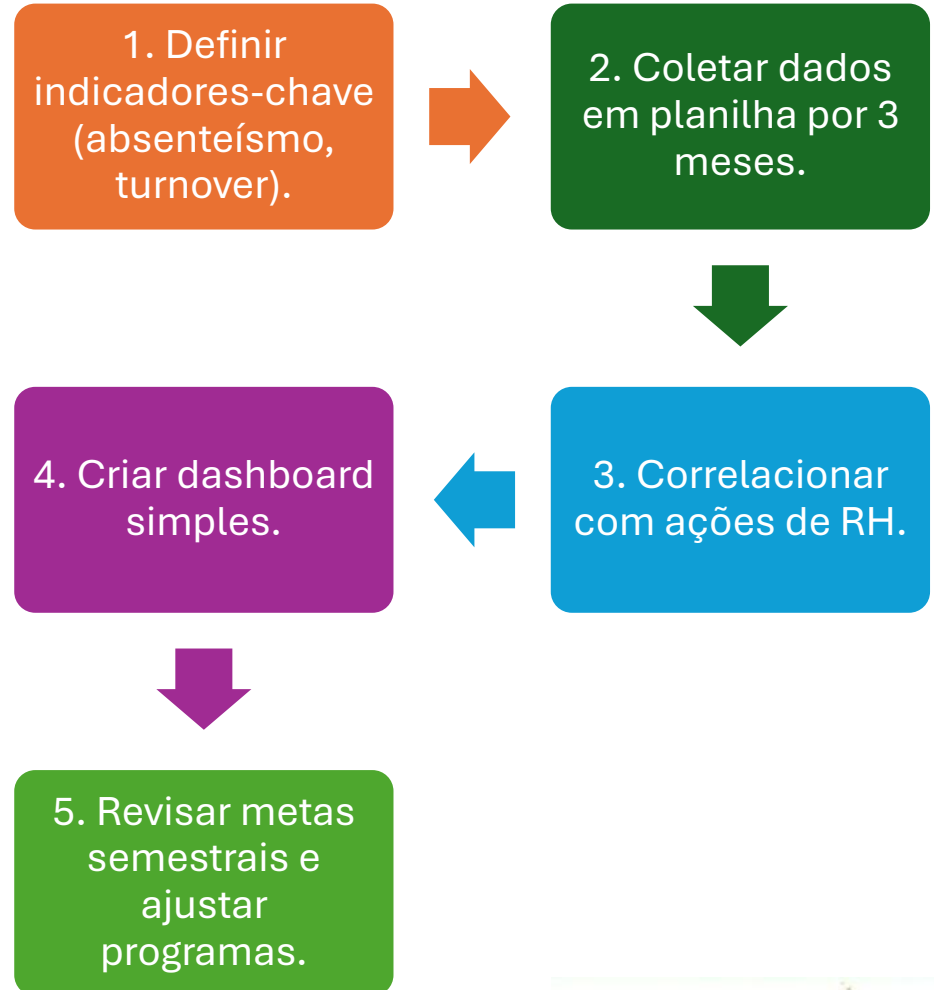 1. Definir
indicadores-chave
(absenteísmo,
turnover).
2. Coletar dados
em planilha por 3
meses.
3. Correlacionar
com ações de RH.
4. Criar dashboard
simples.
5. Revisar metas
semestrais e
ajustar
programas.